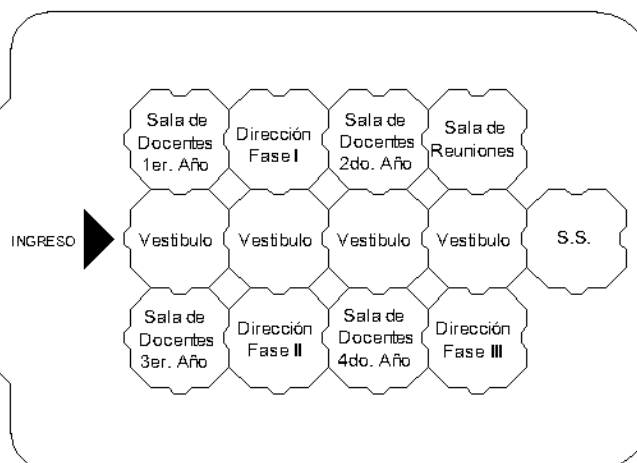 Sala de
Docentes
1er. Año
Dirección
Fase I
Sala de
Docentes
2do. Año
Sala de
Reuniones
INGRESO
Vestibulo
Vestibulo
Vestibulo
Vestibulo
S.S.
Sala de
Docentes
3er. Año
Dirección
Fase II
Sala de
Docentes
4do. Año
Dirección
Fase III